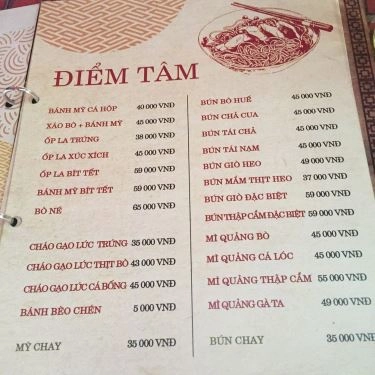 ĐIỂM TÂM
BÁNH MỲ CÁ HỘP 40 000 VNĐ
XÁO BÒ + BÁNH MỲ 45 000 VNĐ
ỐP LA TRỨNG 38 000 VNĐ
ỐP LA XÚC XÍCH 45 000 VNĐ
ỐP LA BÍT TẾT 59 000 VNĐ
BÁNH MỲ BÍT TẾT 59 000 VNĐ
BÒ NÉ 65 000 VNĐ
CHÁO GẠO LỨC TRỨNG 35 000 VNĐ
CHÁO GẠO LỨC THỊT BÒ 43 000 VNĐ
CHÁO GẠO LỨC CÁ BỐNG 45 000 VNĐ
BÁNH BÈO CHÉN 5 000 VNĐ
MỲ CHAY 35 000 VNĐ
BÚN BÒ HUẾ 45 000 VNĐ
BÚN CHẢ CUA 45 000 VNĐ
BÚN TÁI CHẢ 45 000 VNĐ
BÚN TÁI NẠM 45 000 VNĐ
BÚN GIÒ HEO 49 000 VNĐ
BÚN MẮM THỊT HEO 37 000 VNĐ
BÚN GIÒ ĐẶC BIỆT 59 000 VNĐ
BÚN THẬP CẨM ĐẶC BIỆT 59 000 VNĐ
MÌ QUẢNG BÒ 45 000 VNĐ
MÌ QUẢNG CÁ LÓC 45 000 VNĐ
MÌ QUẢNG THẬP CẨM 55 000 VNĐ
MÌ QUẢNG GÀ TA 49 000 VNĐ
BÚN CHAY 35 000 VNĐ